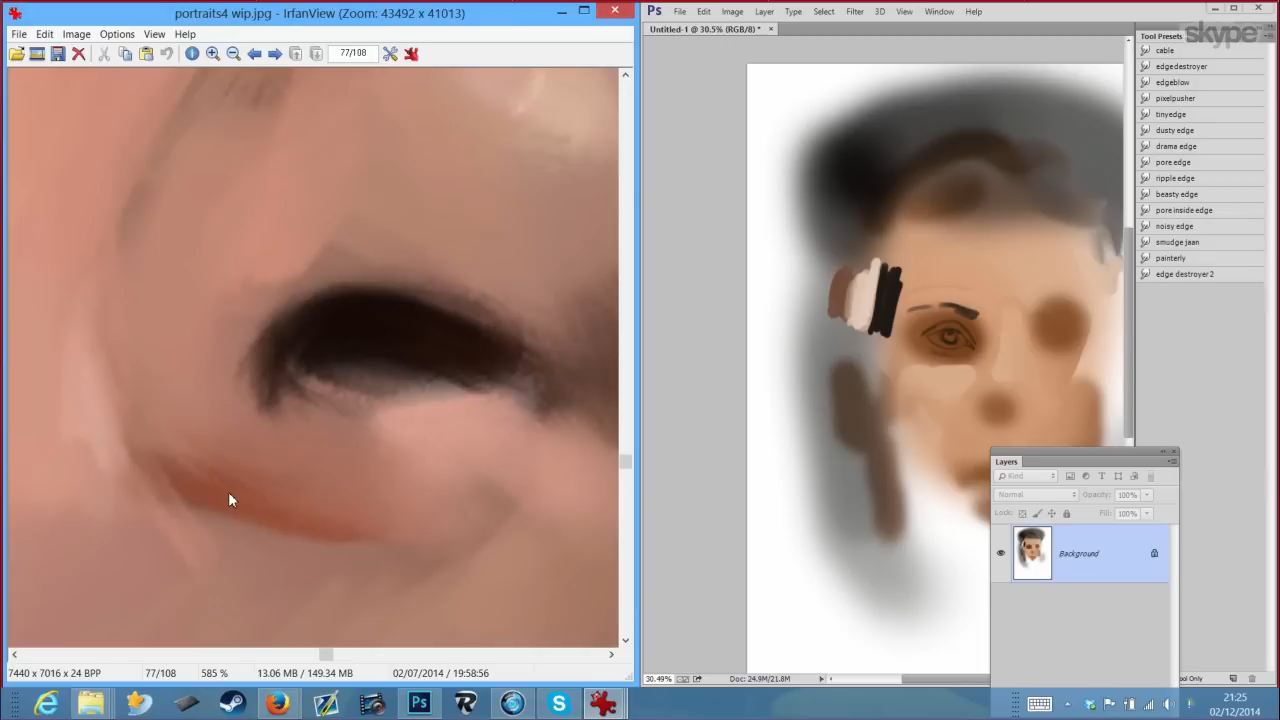 portraits4 wip.jpg - IrfanView (Zoom: 43492 x 41013)
File Edit Image Options View Help
77/108
7440 x 7016 x 24 BPP 77/108 585 % 13.06 MB / 149.34 MB 02/07/2014 / 19:58:56
Ps File Edit Image Layer Type Select Filter 3D View Window Help
Untitled-1 @ 30.5% (RGB/8) * ×
skype
Tool Presets
cable
edge destroyer
edgeblow
pixelpusher
tinyedge
dusty edge
drama edge
pore edge
ripple edge
beasty edge
pore inside edge
noisy edge
smudge jaan
painterly
edge destroyer 2
Layers
Kind
Normal Opacity: 100%
Lock: Fill: 100%
Background
30.49% Doc: 24.9M/21.8M
ool Only
21:25
02/12/2014